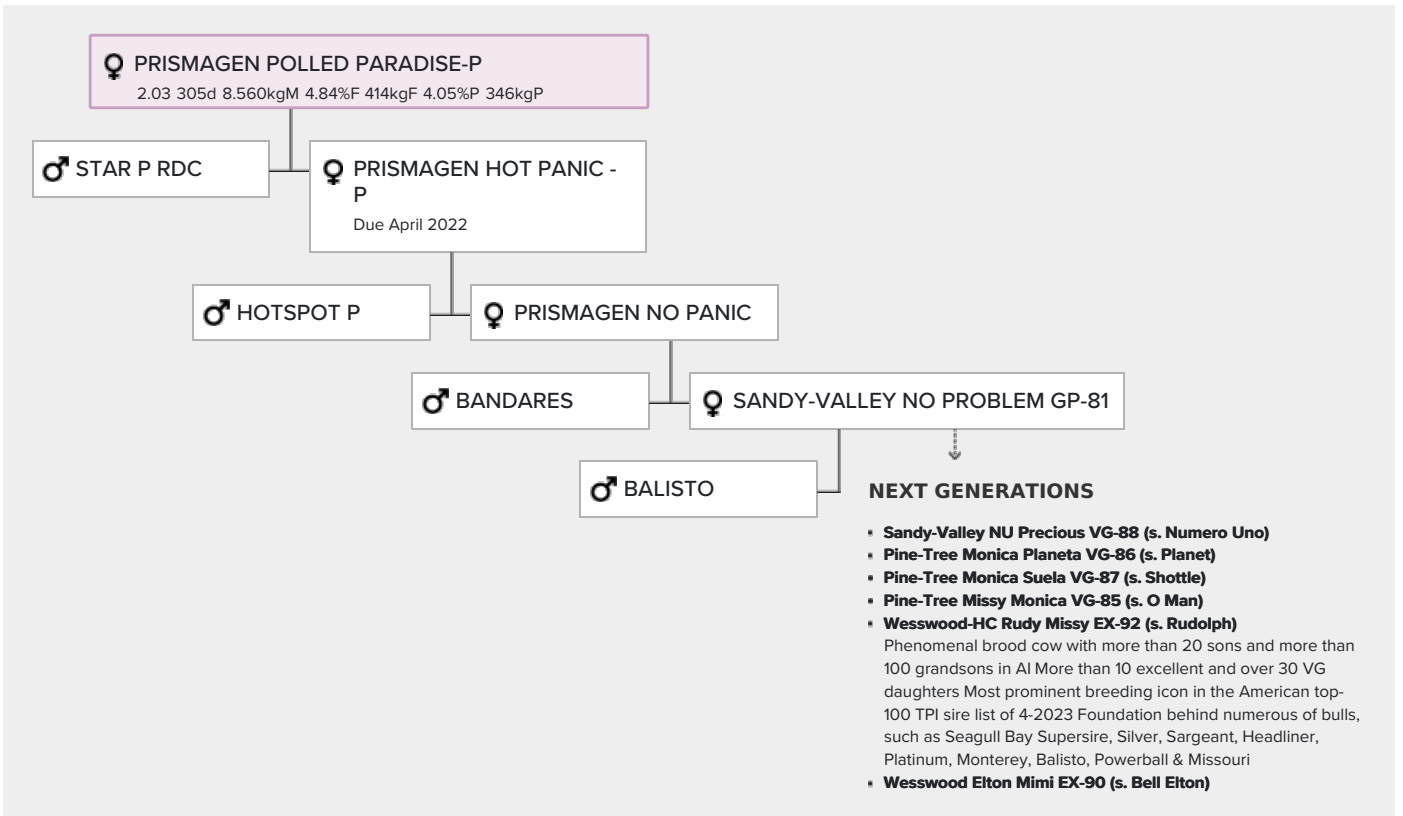 PRISMAGEN POLLED PARADISE-P
2.03 305d 8.560kgM 4.84%F 414kgF 4.05%P 346kgP
STAR P RDC
PRISMAGEN HOT PANIC -
P
Due April 2022
HOTSPOT P
PRISMAGEN NO PANIC
BANDARES
SANDY-VALLEY NO PROBLEM GP-81
BALISTO
NEXT GENERATIONS
Sandy-Valley NU Precious VG-88 (s. Numero Uno)
Pine-Tree Monica Planeta VG-86 (s. Planet)
Pine-Tree Monica Suela VG-87 (s. Shottle)
Pine-Tree Missy Monica VG-85 (s. O Man)
Wesswood-HC Rudy Missy EX-92 (s. Rudolph)
Phenomenal brood cow with more than 20 sons and more than
100 grandsons in AI More than 10 excellent and over 30 VG
daughters Most prominent breeding icon in the American top-
100 TPI sire list of 4-2023 Foundation behind numerous of bulls,
such as Seagull Bay Supersire, Silver, Sargeant, Headliner,
Platinum, Monterey, Balisto, Powerball & Missouri
Wesswood Elton Mimi EX-90 (s. Bell Elton)